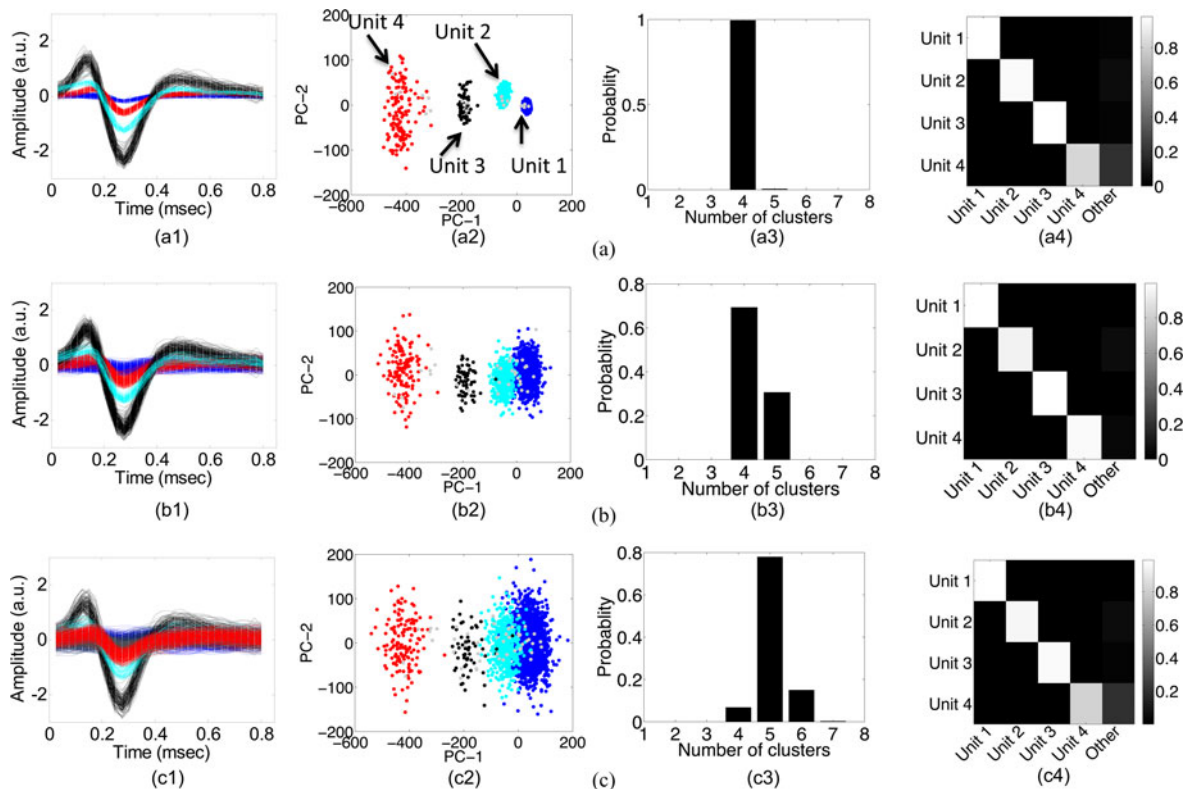 Amplitude (a.u.)
2
0
-2
0 0.2 0.4 0.6 0.8
Time (msec)
(a1)
PC-2
200
100
0
−100
−200
−600 −400 −200 0 200
PC-1
Unit 4
Unit 2
Unit 3
Unit 1
(a2)
Probablity
1
0.5
0
1 2 3 4 5 6 7 8
Number of clusters
(a3)
Unit 1
Unit 2
Unit 3
Unit 4
Unit 1 Unit 2 Unit 3 Unit 4 Other
0.8
0.6
0.4
0.2
0
(a4)
(a)
Amplitude (a.u.)
2
0
-2
0 0.2 0.4 0.6 0.8
Time (msec)
(b1)
PC-2
200
100
0
−100
−200
−600 −400 −200 0 200
PC-1
(b2)
Probablity
0.8
0.6
0.4
0.2
0
1 2 3 4 5 6 7 8
Number of clusters
(b3)
Unit 1
Unit 2
Unit 3
Unit 4
Unit 1 Unit 2 Unit 3 Unit 4 Other
0.8
0.6
0.4
0.2
0
(b4)
(b)
Amplitude (a.u.)
2
0
-2
0 0.2 0.4 0.6 0.8
Time (msec)
(c1)
PC-2
200
100
0
−100
−200
−600 −400 −200 0 200
PC-1
(c2)
Probablity
0.8
0.6
0.4
0.2
0
1 2 3 4 5 6 7 8
Number of clusters
(c3)
Unit 1
Unit 2
Unit 3
Unit 4
Unit 1 Unit 2 Unit 3 Unit 4 Other
0.8
0.6
0.4
0.2
(c4)
(c)